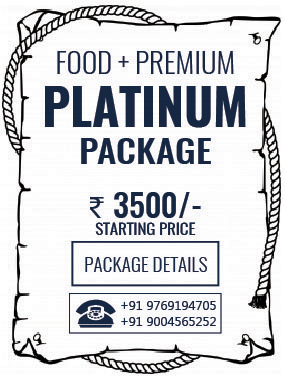 FOOD + PREMIUM
PLATINUM
PACKAGE
₹ 3500/-
STARTING PRICE
PACKAGE DETAILS
+91 9769194705
+91 9004565252